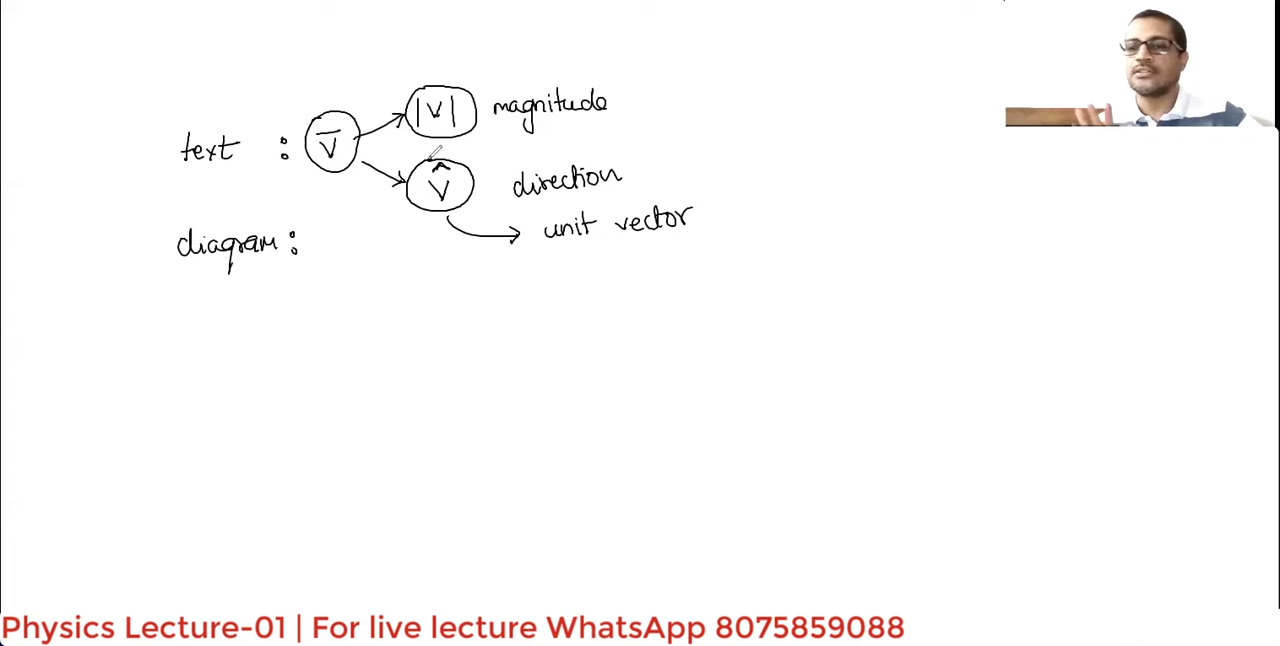 |V| magnitude
text : V̅
V̂ direction
unit vector
diagram:
Physics Lecture-01 | For live lecture WhatsApp 8075859088